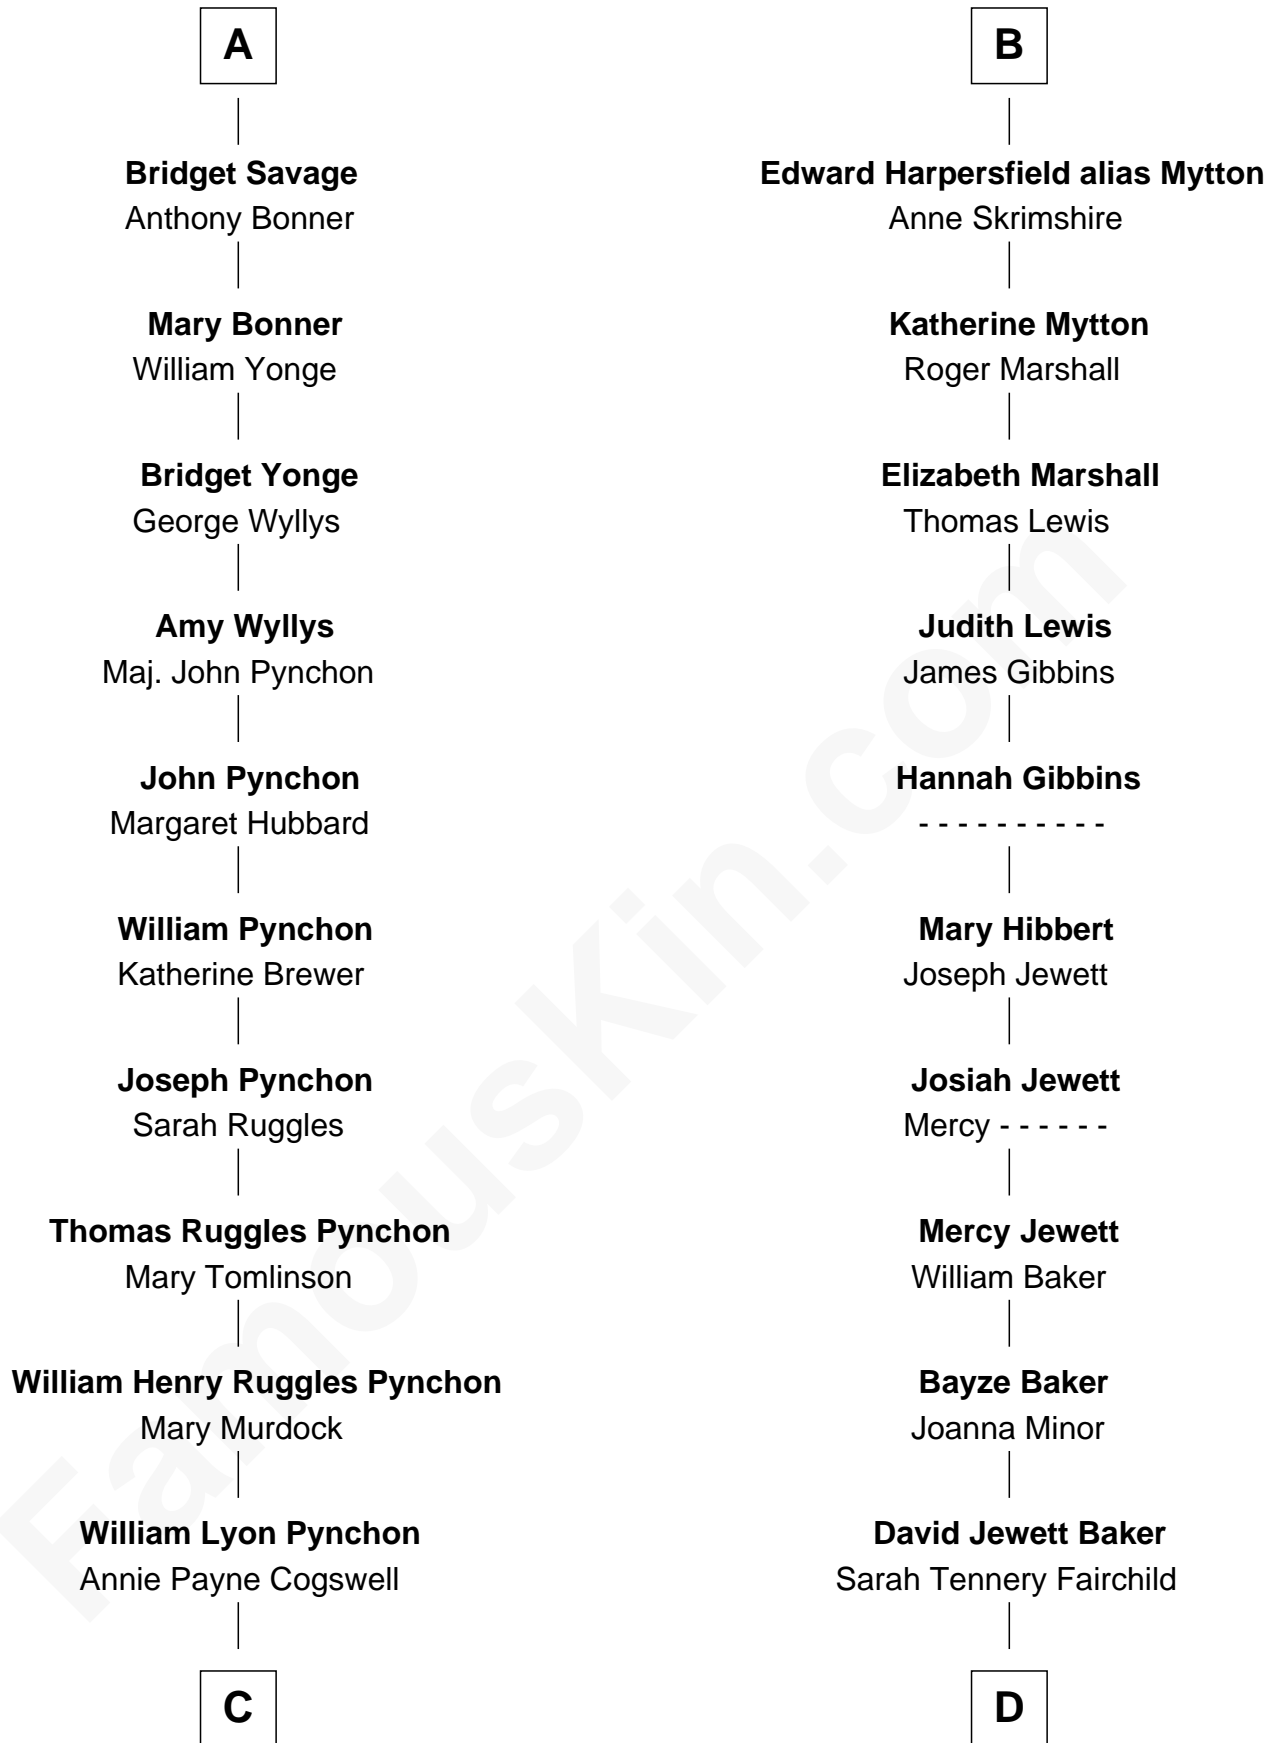 A
Bridget Savage
Anthony Bonner
Mary Bonner
William Yonge
Bridget Yonge
George Wyllys
Amy Wyllys
Maj. John Pynchon
John Pynchon
Margaret Hubbard
William Pynchon
Katherine Brewer
Joseph Pynchon
Sarah Ruggles
Thomas Ruggles Pynchon
Mary Tomlinson
William Henry Ruggles Pynchon
Mary Murdock
William Lyon Pynchon
Annie Payne Cogswell
C
B
Edward Harpersfield alias Mytton
Anne Skrimshire
Katherine Mytton
Roger Marshall
Elizabeth Marshall
Thomas Lewis
Judith Lewis
James Gibbins
Hannah Gibbins
- - - - - - - - - -
Mary Hibbert
Joseph Jewett
Josiah Jewett
Mercy - - - - - -
Mercy Jewett
William Baker
Bayze Baker
Joanna Minor
David Jewett Baker
Sarah Tennery Fairchild
D
FamousKin.com